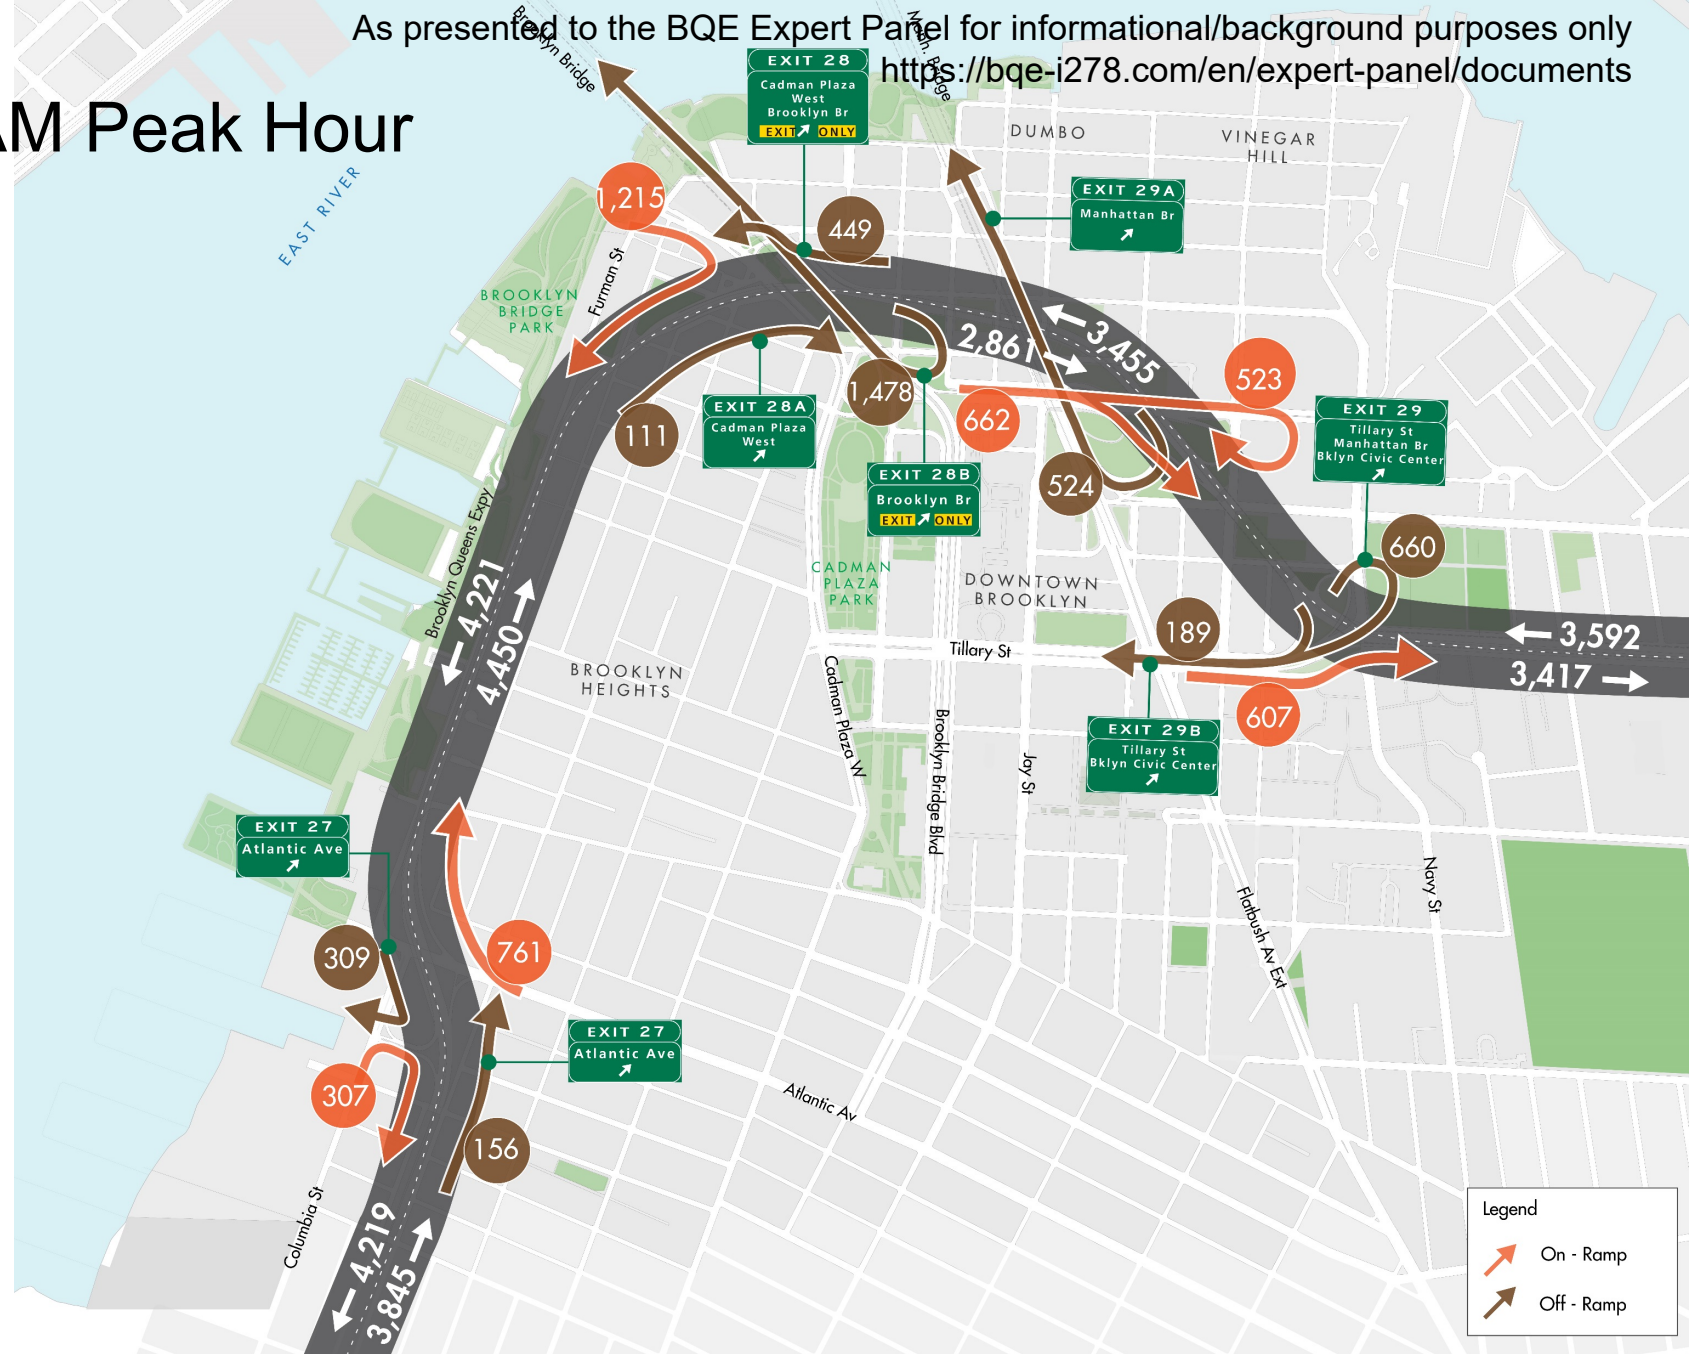 As presented to the BQE Expert Panel for informational/background purposes only
https://bqe-i278.com/en/expert-panel/documents
AM Peak Hour
Brooklyn Bridge
Manh. Bridge
EXIT 28
Cadman Plaza
West
Brooklyn Br
EXIT ONLY
DUMBO
VINEGAR
HILL
EXIT 29A
Manhattan Br
EAST RIVER
1,215
449
Furman St
BROOKLYN
BRIDGE
PARK
2,861
3,455
523
1,478
662
111
EXIT 28A
Cadman Plaza
West
EXIT 29
Tillary St
Manhattan Br
Bklyn Civic Center
EXIT 28B
Brooklyn Br
EXIT ONLY
524
660
Brooklyn Queens Expy
4,221
4,450
CADMAN
PLAZA
PARK
DOWNTOWN
BROOKLYN
189
Tillary St
3,592
3,417
BROOKLYN
HEIGHTS
607
Cadman Plaza W
Brooklyn Bridge Blvd
Jay St
EXIT 29B
Tillary St
Bklyn Civic Center
EXIT 27
Atlantic Ave
Navy St
Flatbush Av Ext
309
761
EXIT 27
Atlantic Ave
307
156
Atlantic Av
Columbia St
4,219
3,845
Legend
On - Ramp
Off - Ramp